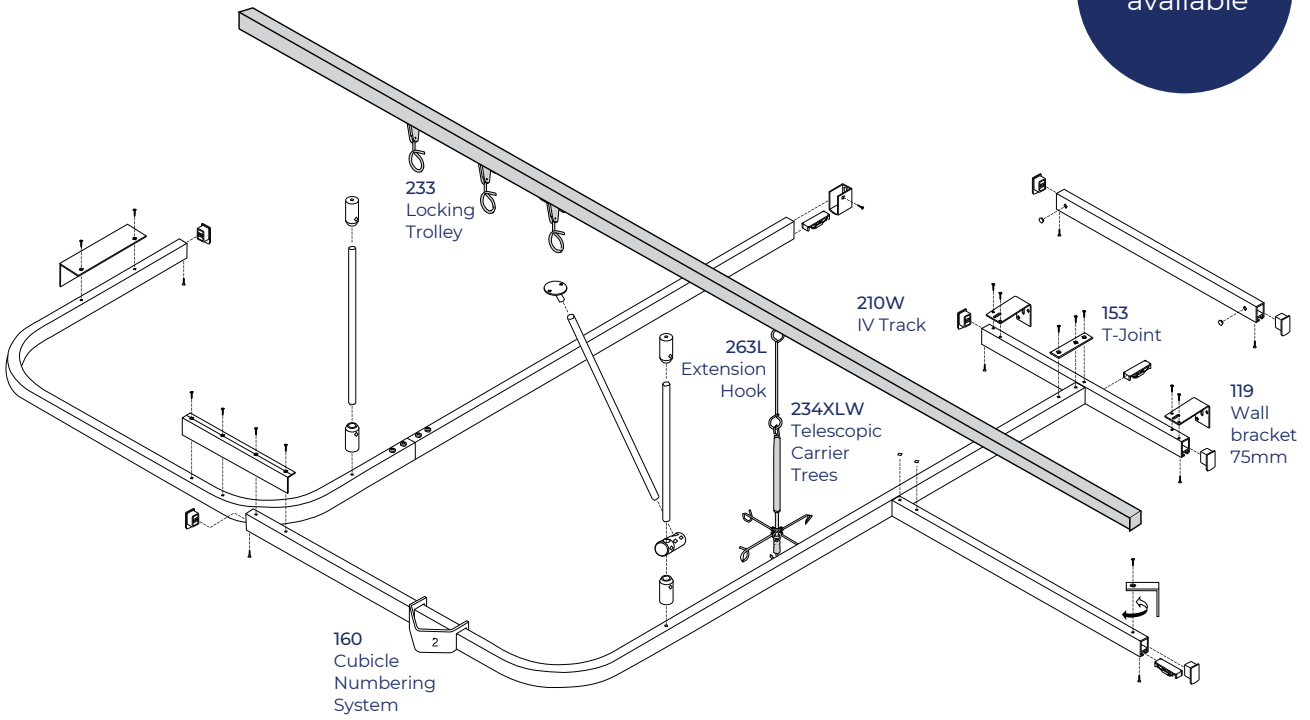 available
233
Locking
Trolley
210W
IV Track
153
T-Joint
263L
Extension
Hook
234XLW
Telescopic
Carrier
Trees
119
Wall
bracket
75mm
160
Cubicle
Numbering
System
2